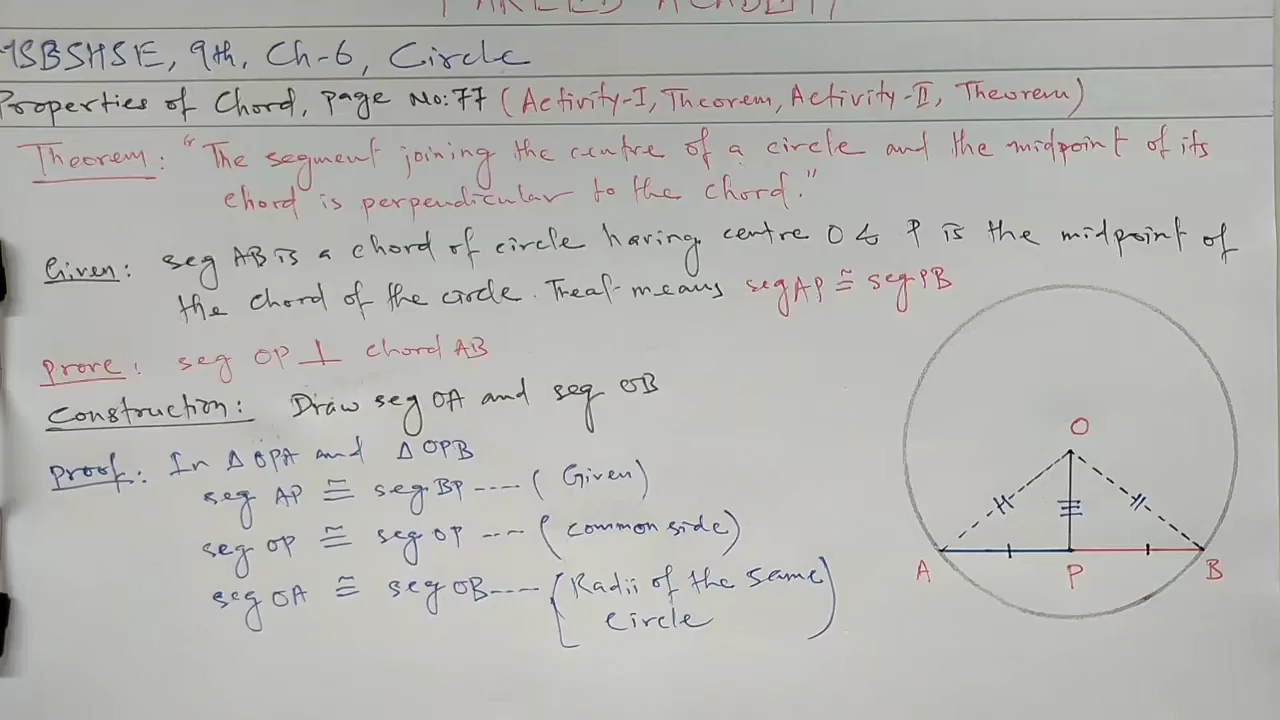 MSBSHSE, 9th, Ch-6, Circle
Properties of Chord, Page No:77 (Activity-I, Theorem, Activity-II, Theorem)
Theorem: "The segment joining the centre of a circle and the midpoint of its
chord is perpendicular to the chord."
Given: seg AB is a chord of circle having centre O & P is the midpoint of
the chord of the circle. Treaf means seg AP ≅ seg PB
Prove: seg OP ⊥ chord AB
Construction: Draw seg OA and seg OB
Proof: In Δ OPA and Δ OPB
seg AP ≅ seg BP ---- (Given)
seg OP ≅ seg OP ---- (common side)
seg OA ≅ seg OB ---- (Radii of the same
circle)
O
A
P
B